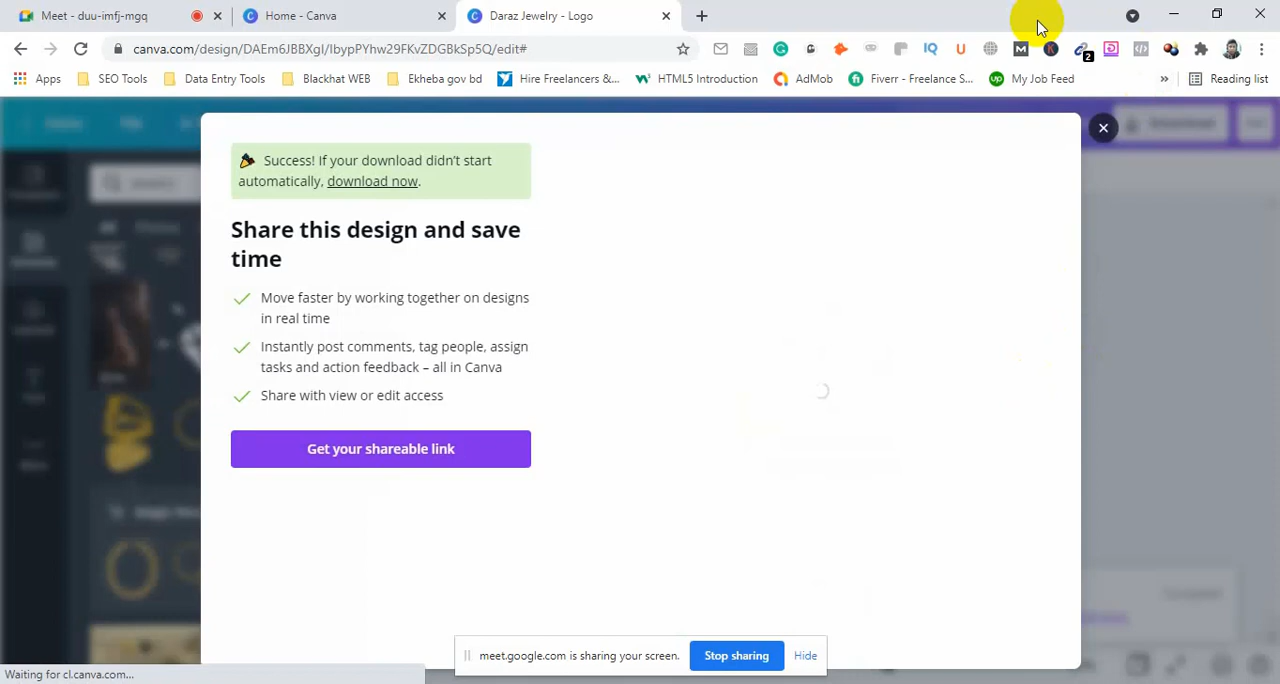 Meet - duu-imfj-mgq
Home - Canva
Daraz Jewelry - Logo
canva.com/design/DAEm6JBBXgI/IbypPYhw29FKvZDGBkSp5Q/edit#
2
Apps
SEO Tools
Data Entry Tools
Blackhat WEB
Ekheba gov bd
Hire Freelancers &...
HTML5 Introduction
AdMob
Fiverr - Freelance S...
My Job Feed
»
Reading list
Success! If your download didn't start
automatically, download now.
Share this design and save
time
Move faster by working together on designs
in real time
Instantly post comments, tag people, assign
tasks and action feedback – all in Canva
Share with view or edit access
Get your shareable link
meet.google.com is sharing your screen.
Stop sharing
Hide
Waiting for cl.canva.com...